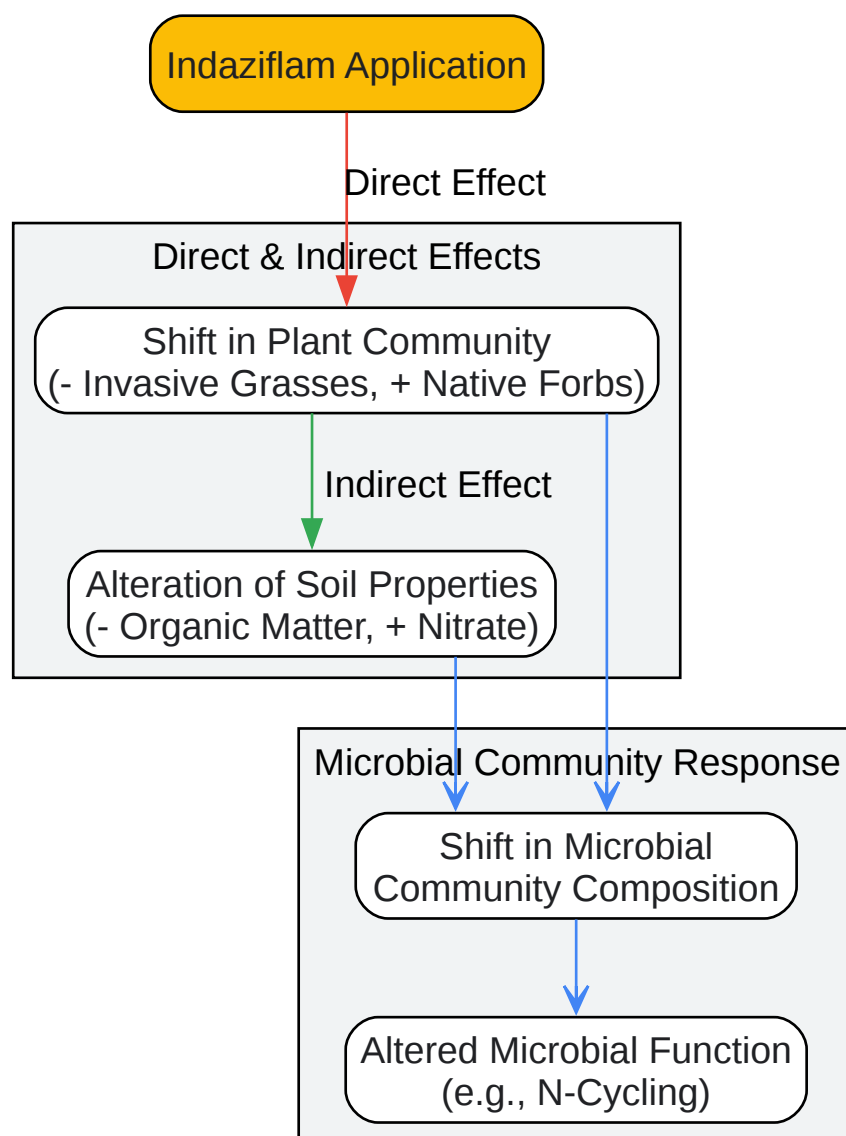 Indaziflam Application
Direct Effect
Direct & Indirect Effects
Shift in Plant Community
(- Invasive Grasses, + Native Forbs)
Indirect Effect
Alteration of Soil Properties
(- Organic Matter, + Nitrate)
Microbial Community Response
Shift in Microbial
Community Composition
Altered Microbial Function
(e.g., N-Cycling)